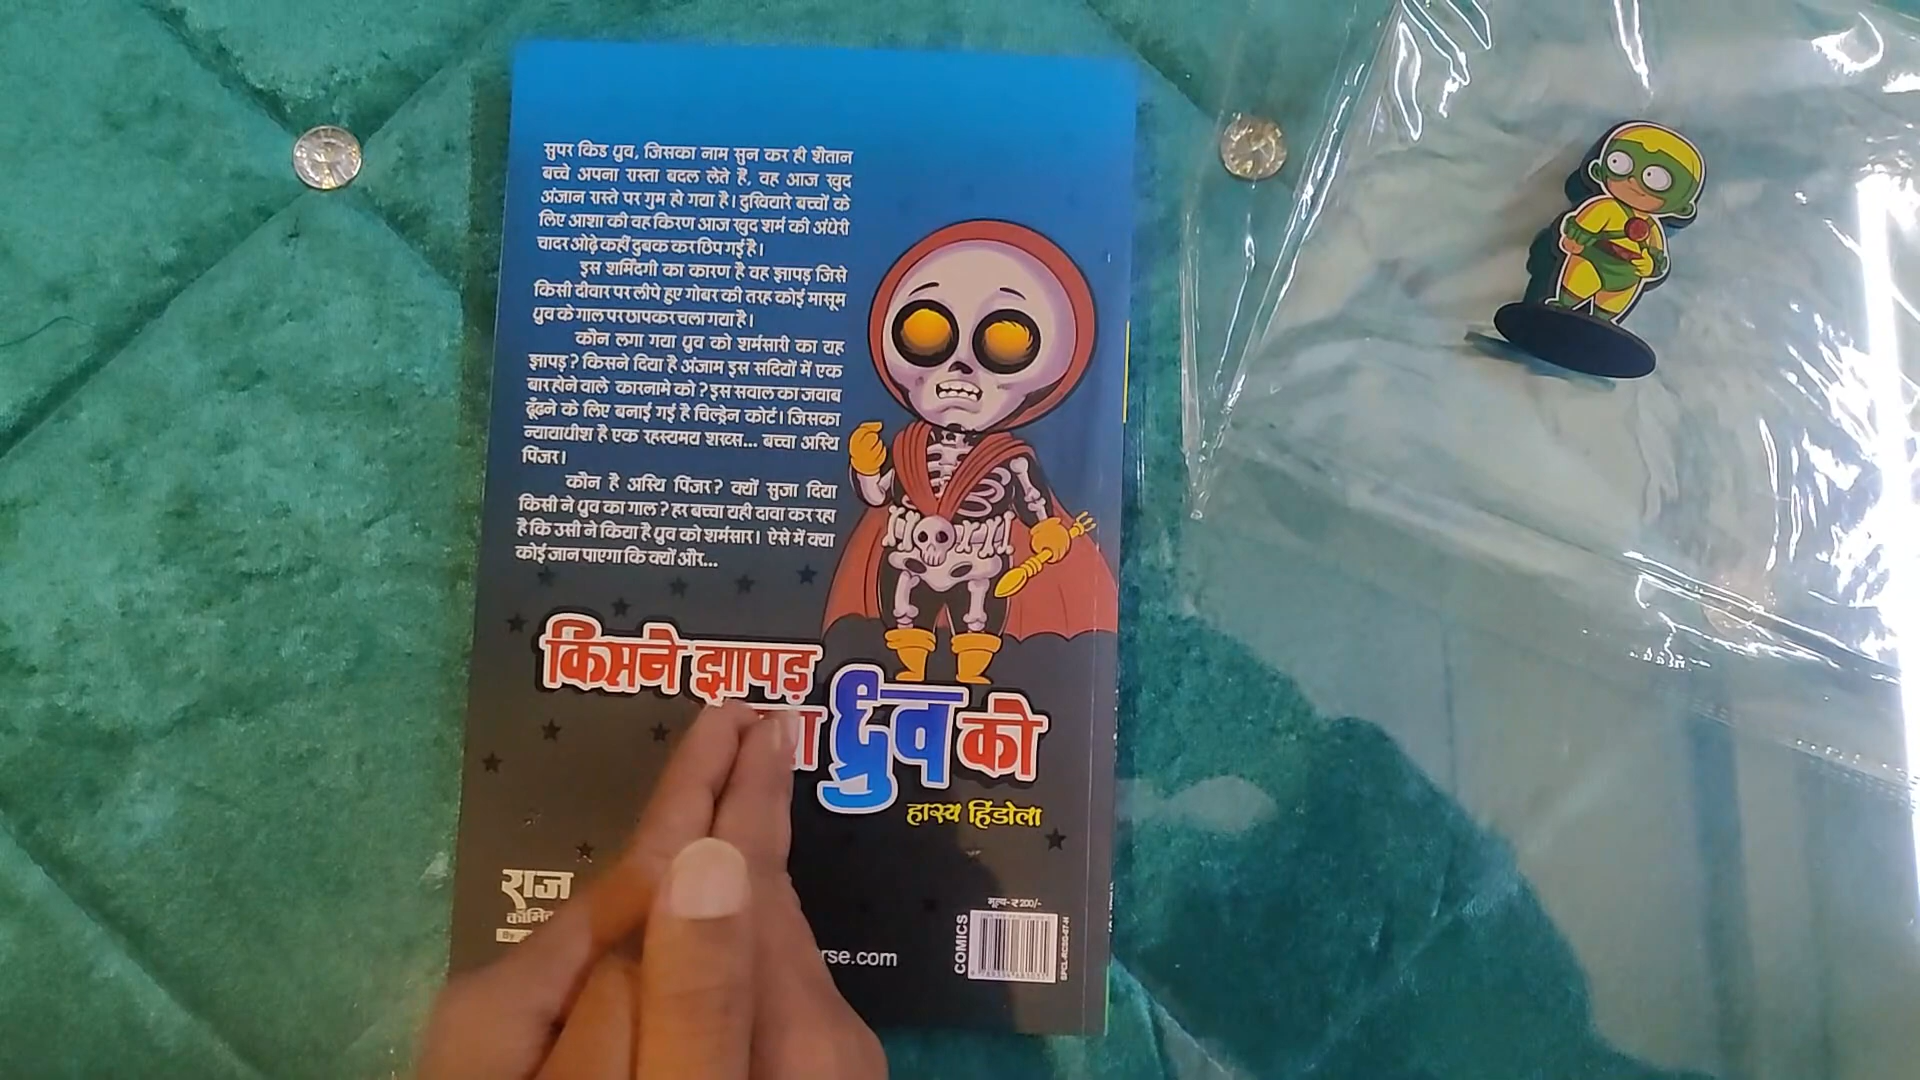 सुपर किड ध्रुव, जिसका नाम सुन कर ही शैतान
बच्चे अपना रास्ता बदल लेते है, वह आज खुद
अंजान रास्ते पर गुम हो गया है। दुखियारे बच्चों के
लिए आशा की वह किरण आज खुद शर्म की अंधेरी
चादर ओढ़े कहीं दुबक कर छिप गई है।
इस शर्मिंदगी का कारण है वह झापड़ जिसे
किसी दीवार पर लीपे हुए गोबर की तरह कोई मासूम
ध्रुव के गाल पर छापकर चला गया है।
कौन लगा गया ध्रुव को शर्मसारी का यह
झापड़? किसने दिया है अंजाम इस सदियों में एक
बार होने वाले कारनामे को? इस सवाल का जवाब
ढूँढने के लिए बनाई गई है चिल्ड्रेन कोर्ट। जिसका
न्यायाधीश है एक रहस्यमय शख्स... बच्चा अस्थि
पिंजर।
कौन है अस्थि पिंजर? क्यों सुजा दिया
किसी ने ध्रुव का गाल? हर बच्चा यही दावा कर रहा
है कि उसी ने किया है ध्रुव को शर्मसार। ऐसे में क्या
कोई जान पाएगा कि क्यों और...
किसने झापड़
ध्रुव को
हास्य हिंडोला
राज
By
rse.com
मूल्य- ₹ 200/-
COMICS